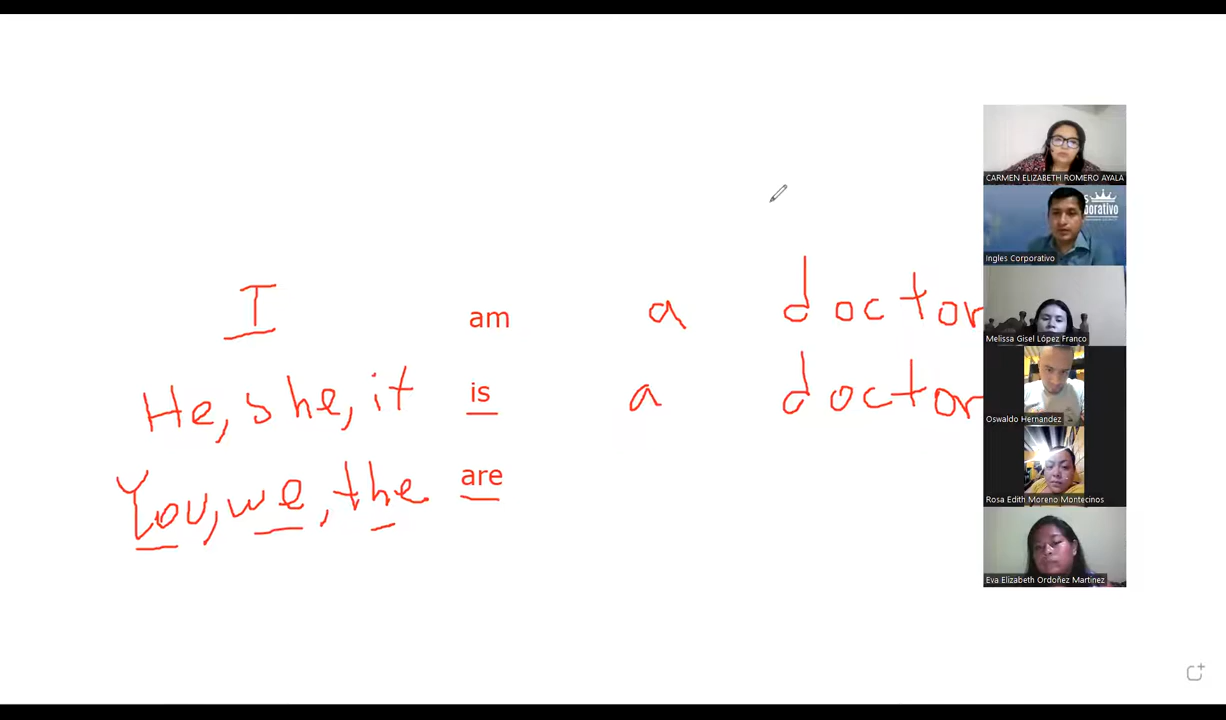 I am a doctor
He, she, it is a doctor
You, we, the are
CARMEN ELIZABETH ROMERO AYALA
orporativo
Ingles Corporativo
Melissa Gisel López Franco
Oswaldo Hernandez
Rosa Edith Moreno Montecinos
Eva Elizabeth Ordoñez Martinez